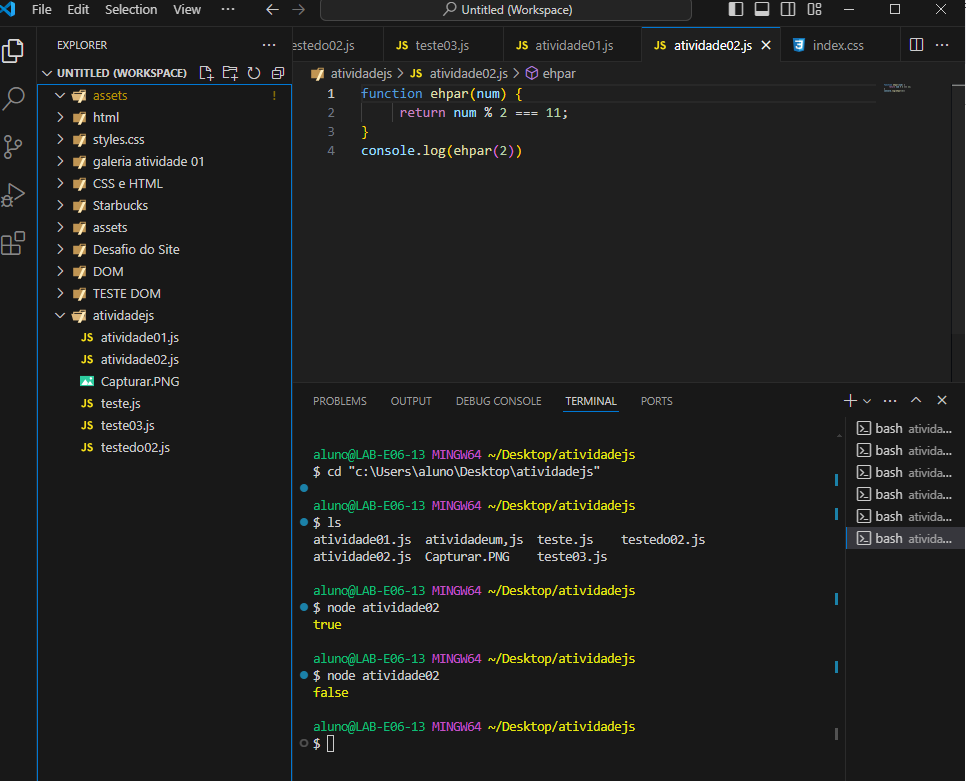 File Edit Selection View ··· Untitled (Workspace)
EXPLORER ···
UNTITLED (WORKSPACE)
assets !
html
styles.css
galeria atividade 01
CSS e HTML
Starbucks
assets
Desafio do Site
DOM
TESTE DOM
atividadejs
JS atividade01.js
JS atividade02.js
Capturar.PNG
JS teste.js
JS teste03.js
JS testedo02.js
estedo02.js JS teste03.js JS atividade01.js JS atividade02.js index.css ···
atividadejs > JS atividade02.js > ehpar
1 function ehpar(num) {
2 return num % 2 === 11;
3 }
4 console.log(ehpar(2))
PROBLEMS OUTPUT DEBUG CONSOLE TERMINAL PORTS ···
aluno@LAB-E06-13 MINGW64 ~/Desktop/atividadejs
$ cd "c:\Users\aluno\Desktop\atividadejs"
aluno@LAB-E06-13 MINGW64 ~/Desktop/atividadejs
$ ls
atividade01.js atividadeum,js teste.js testedo02.js
atividade02.js Capturar.PNG teste03.js
aluno@LAB-E06-13 MINGW64 ~/Desktop/atividadejs
$ node atividade02
true
aluno@LAB-E06-13 MINGW64 ~/Desktop/atividadejs
$ node atividade02
false
aluno@LAB-E06-13 MINGW64 ~/Desktop/atividadejs
$
bash ativida...
bash ativida...
bash ativida...
bash ativida...
bash ativida...
bash ativida...